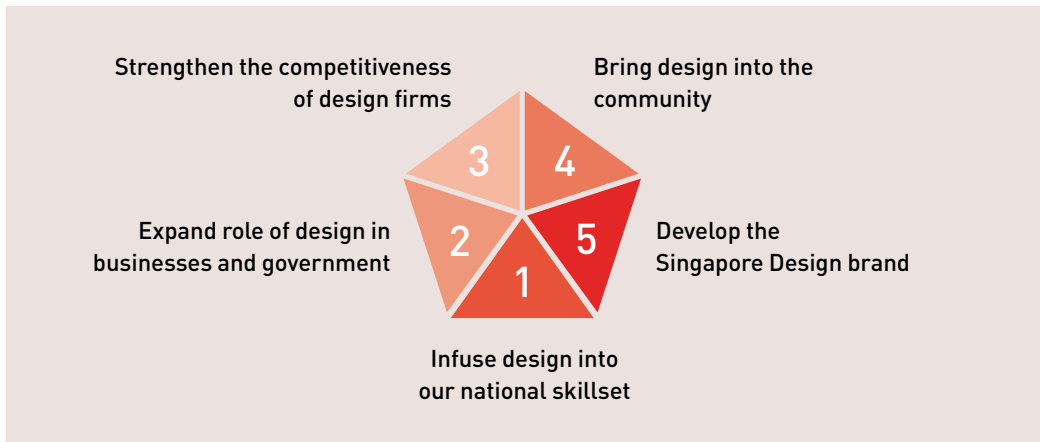 Strengthen the competitiveness
of design firms
Bring design into the
community
3
4
Expand role of design in
businesses and government
2
5
Develop the
Singapore Design brand
1
Infuse design into
our national skillset